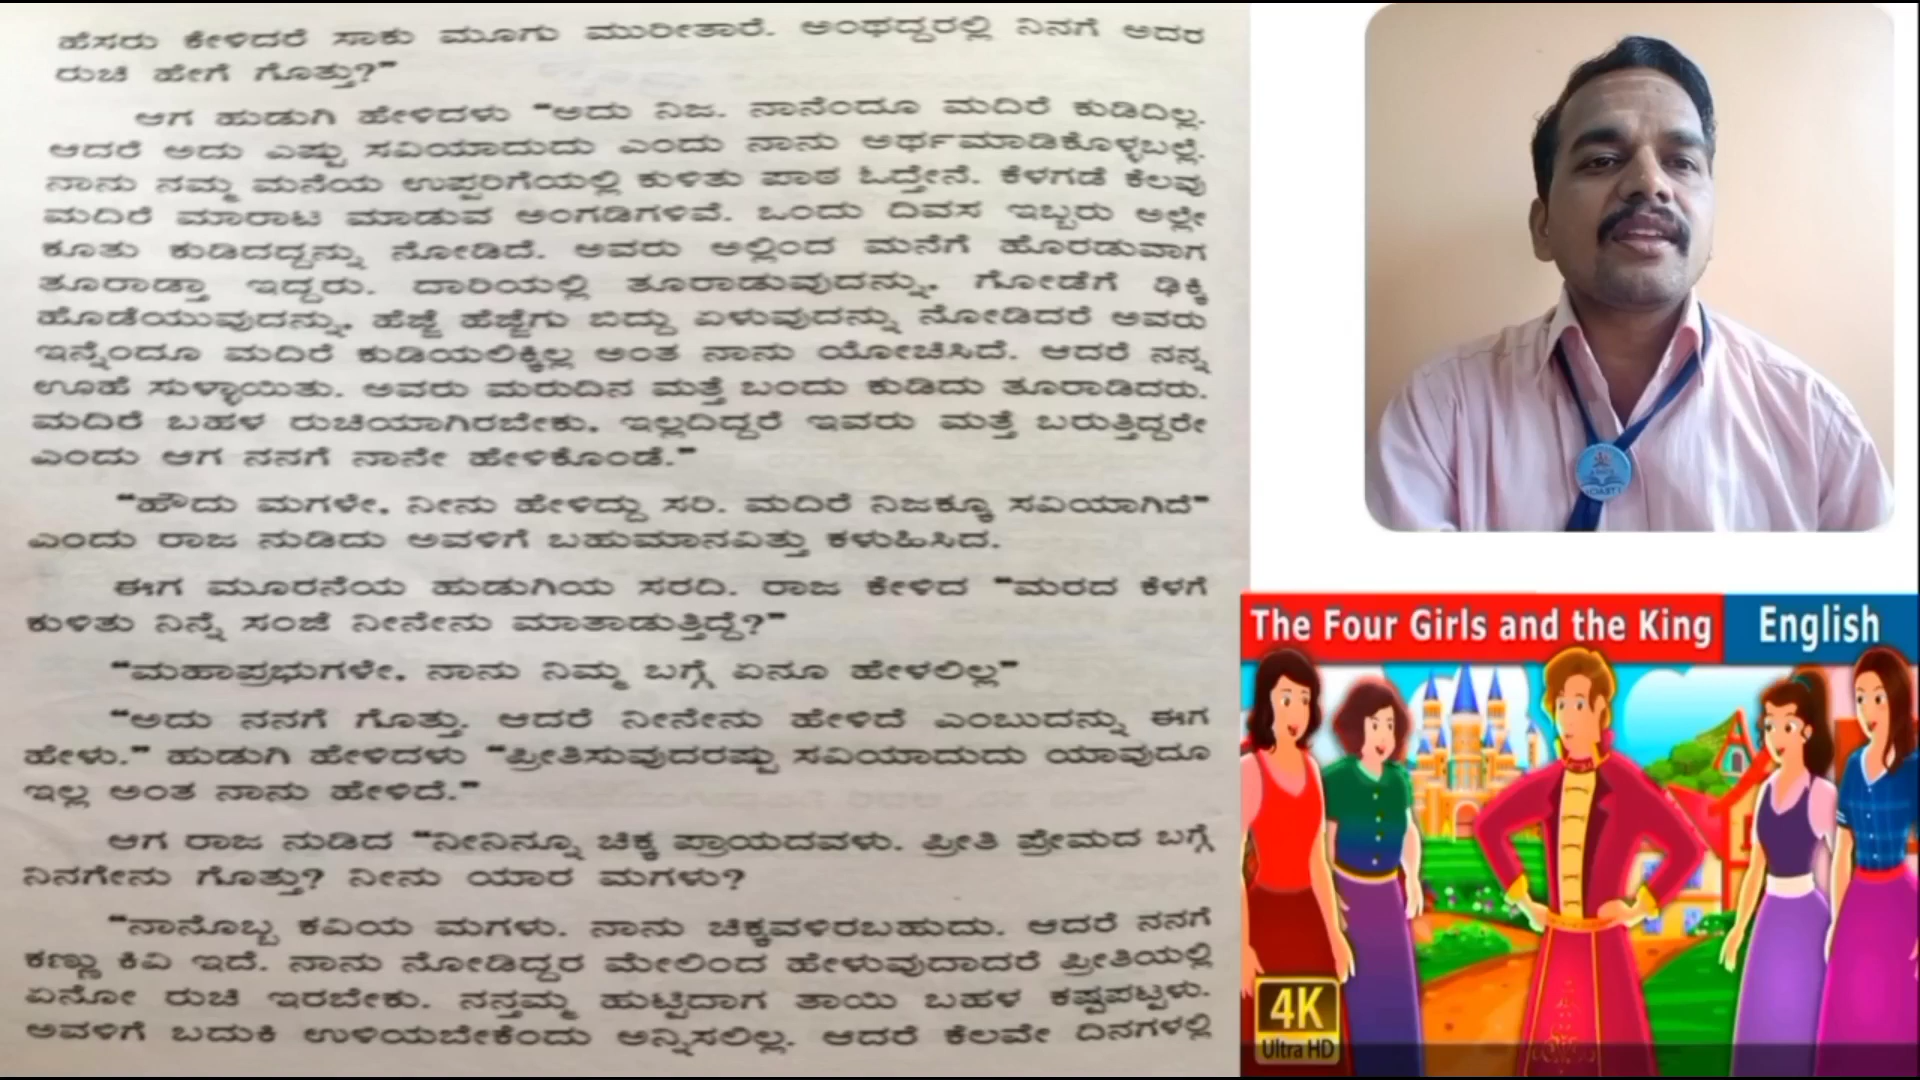 ಹೆಸರು ಕೇಳಿದರೆ ಸಾಕು ಮೂಗು ಮುರೀತಾರೆ. ಅಂಥದ್ದರಲ್ಲಿ ನಿನಗೆ ಅದರ
ರುಚಿ ಹೇಗೆ ಗೊತ್ತು?"
ಆಗ ಹುಡುಗಿ ಹೇಳಿದಳು "ಅದು ನಿಜ. ನಾನೆಂದೂ ಮದಿರೆ ಕುಡಿದಿಲ್ಲ.
ಆದರೆ ಅದು ಎಷ್ಟು ಸವಿಯಾದುದು ಎಂದು ನಾನು ಅರ್ಥಮಾಡಿಕೊಳ್ಳಬಲ್ಲೆ.
ನಾನು ನಮ್ಮ ಮನೆಯ ಉಪ್ಪರಿಗೆಯಲ್ಲಿ ಕುಳಿತು ಪಾಠ ಓದ್ತೇನೆ. ಕೆಳಗಡೆ ಕೆಲವು
ಮದಿರೆ ಮಾರಾಟ ಮಾಡುವ ಅಂಗಡಿಗಳಿವೆ. ಒಂದು ದಿವಸ ಇಬ್ಬರು ಅಲ್ಲೇ
ಕೂತು ಕುಡಿದದ್ದನ್ನು ನೋಡಿದೆ. ಅವರು ಅಲ್ಲಿಂದ ಮನೆಗೆ ಹೊರಡುವಾಗ
ತೂರಾಡ್ತಾ ಇದ್ದರು. ದಾರಿಯಲ್ಲಿ ತೂರಾಡುವುದನ್ನು, ಗೋಡೆಗೆ ಢಿಕ್ಕಿ
ಹೊಡೆಯುವುದನ್ನು, ಹೆಜ್ಜೆ ಹೆಜ್ಜೆಗು ಬಿದ್ದು ಏಳುವುದನ್ನು ನೋಡಿದರೆ ಅವರು
ಇನ್ನೆಂದೂ ಮದಿರೆ ಕುಡಿಯಲಿಕ್ಕಿಲ್ಲ ಅಂತ ನಾನು ಯೋಚಿಸಿದೆ. ಆದರೆ ನನ್ನ
ಊಹೆ ಸುಳ್ಳಾಯಿತು. ಅವರು ಮರುದಿನ ಮತ್ತೆ ಬಂದು ಕುಡಿದು ತೂರಾಡಿದರು.
ಮದಿರೆ ಬಹಳ ರುಚಿಯಾಗಿರಬೇಕು, ಇಲ್ಲದಿದ್ದರೆ ಇವರು ಮತ್ತೆ ಬರುತ್ತಿದ್ದರೇ
ಎಂದು ಆಗ ನನಗೆ ನಾನೇ ಹೇಳಿಕೊಂಡೆ."
"ಹೌದು ಮಗಳೇ, ನೀನು ಹೇಳಿದ್ದು ಸರಿ. ಮದಿರೆ ನಿಜಕ್ಕೂ ಸವಿಯಾಗಿದೆ"
ಎಂದು ರಾಜ ನುಡಿದು ಅವಳಿಗೆ ಬಹುಮಾನವಿತ್ತು ಕಳುಹಿಸಿದ.
ಈಗ ಮೂರನೆಯ ಹುಡುಗಿಯ ಸರದಿ. ರಾಜ ಕೇಳಿದ "ಮರದ ಕೆಳಗೆ
ಕುಳಿತು ನಿನ್ನೆ ಸಂಜೆ ನೀನೇನು ಮಾತಾಡುತ್ತಿದ್ದೆ?"
"ಮಹಾಪ್ರಭುಗಳೇ, ನಾನು ನಿಮ್ಮ ಬಗ್ಗೆ ಏನೂ ಹೇಳಲಿಲ್ಲ"
"ಅದು ನನಗೆ ಗೊತ್ತು. ಆದರೆ ನೀನೇನು ಹೇಳಿದೆ ಎಂಬುದನ್ನು ಈಗ
ಹೇಳು." ಹುಡುಗಿ ಹೇಳಿದಳು "ಪ್ರೀತಿಸುವುದರಷ್ಟು ಸವಿಯಾದುದು ಯಾವುದೂ
ಇಲ್ಲ ಅಂತ ನಾನು ಹೇಳಿದೆ."
ಆಗ ರಾಜ ನುಡಿದ "ನೀನಿನ್ನೂ ಚಿಕ್ಕ ಪ್ರಾಯದವಳು. ಪ್ರೀತಿ ಪ್ರೇಮದ ಬಗ್ಗೆ
ನಿನಗೇನು ಗೊತ್ತು? ನೀನು ಯಾರ ಮಗಳು?
"ನಾನೊಬ್ಬ ಕವಿಯ ಮಗಳು. ನಾನು ಚಿಕ್ಕವಳಿರಬಹುದು. ಆದರೆ ನನಗೆ
ಕಣ್ಣು ಕಿವಿ ಇದೆ. ನಾನು ನೋಡಿದ್ದರ ಮೇಲಿಂದ ಹೇಳುವುದಾದರೆ ಪ್ರೀತಿಯಲ್ಲಿ
ಏನೋ ರುಚಿ ಇರಬೇಕು. ನನ್ತಮ್ಮ ಹುಟ್ಟಿದಾಗ ತಾಯಿ ಬಹಳ ಕಷ್ಟಪಟ್ಟಳು.
ಅವಳಿಗೆ ಬದುಕಿ ಉಳಿಯಬೇಕೆಂದು ಅನ್ನಿಸಲಿಲ್ಲ. ಆದರೆ ಕೆಲವೇ ದಿನಗಳಲ್ಲಿ
The Four Girls and the King
English
4K
Ultra HD